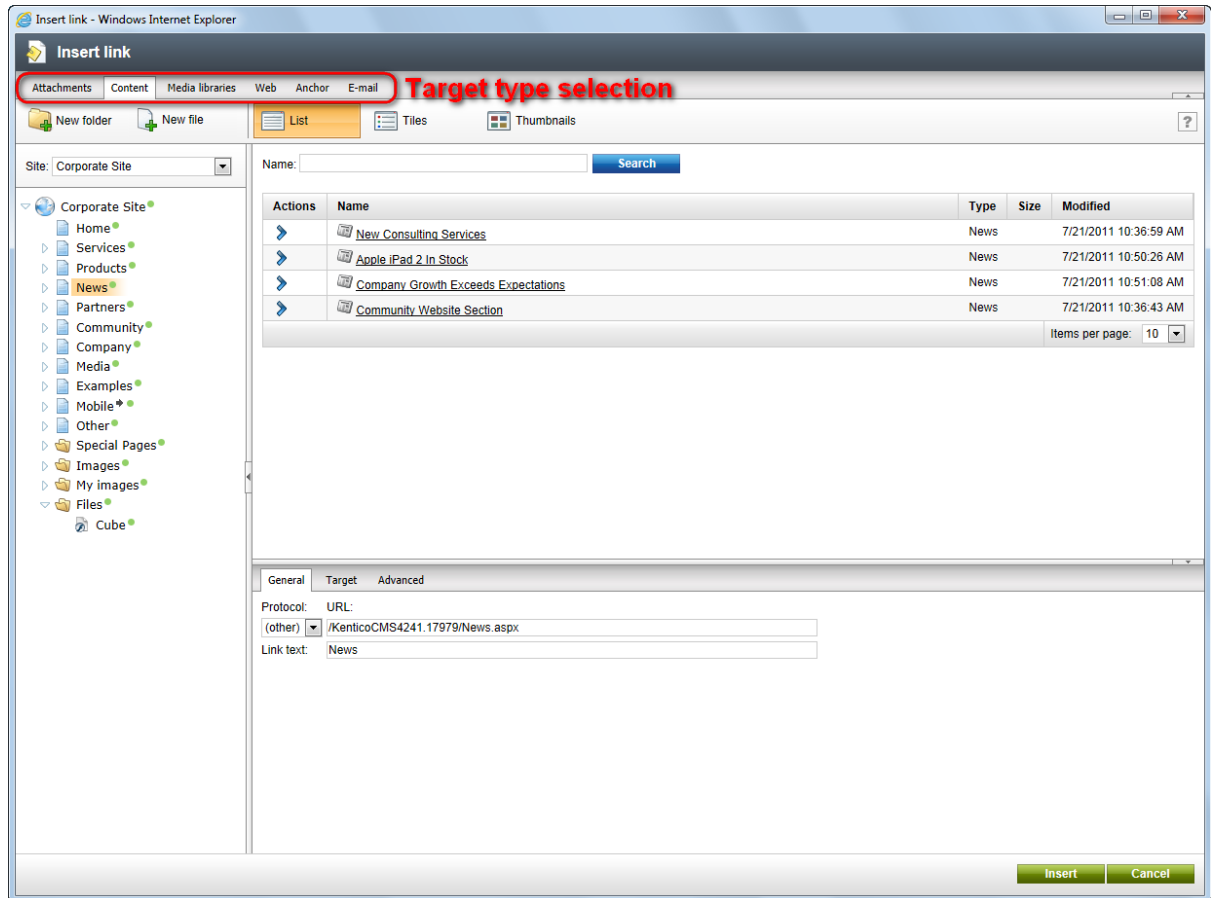 Insert link - Windows Internet Explorer
Insert link
Attachments Content Media libraries Web Anchor E-mail Target type selection
New folder New file List Tiles Thumbnails ?
Site: Corporate Site Name: Search
Actions Name Type Size Modified
New Consulting Services News 7/21/2011 10:36:59 AM
Apple iPad 2 In Stock News 7/21/2011 10:50:26 AM
Company Growth Exceeds Expectations News 7/21/2011 10:51:08 AM
Community Website Section News 7/21/2011 10:36:43 AM
Items per page: 10
Corporate Site
Home
Services
Products
News
Partners
Community
Company
Media
Examples
Mobile
Other
Special Pages
Images
My images
Files
Cube
General Target Advanced
Protocol: URL:
(other) /KenticoCMS4241.17979/News.aspx
Link text: News
Insert Cancel